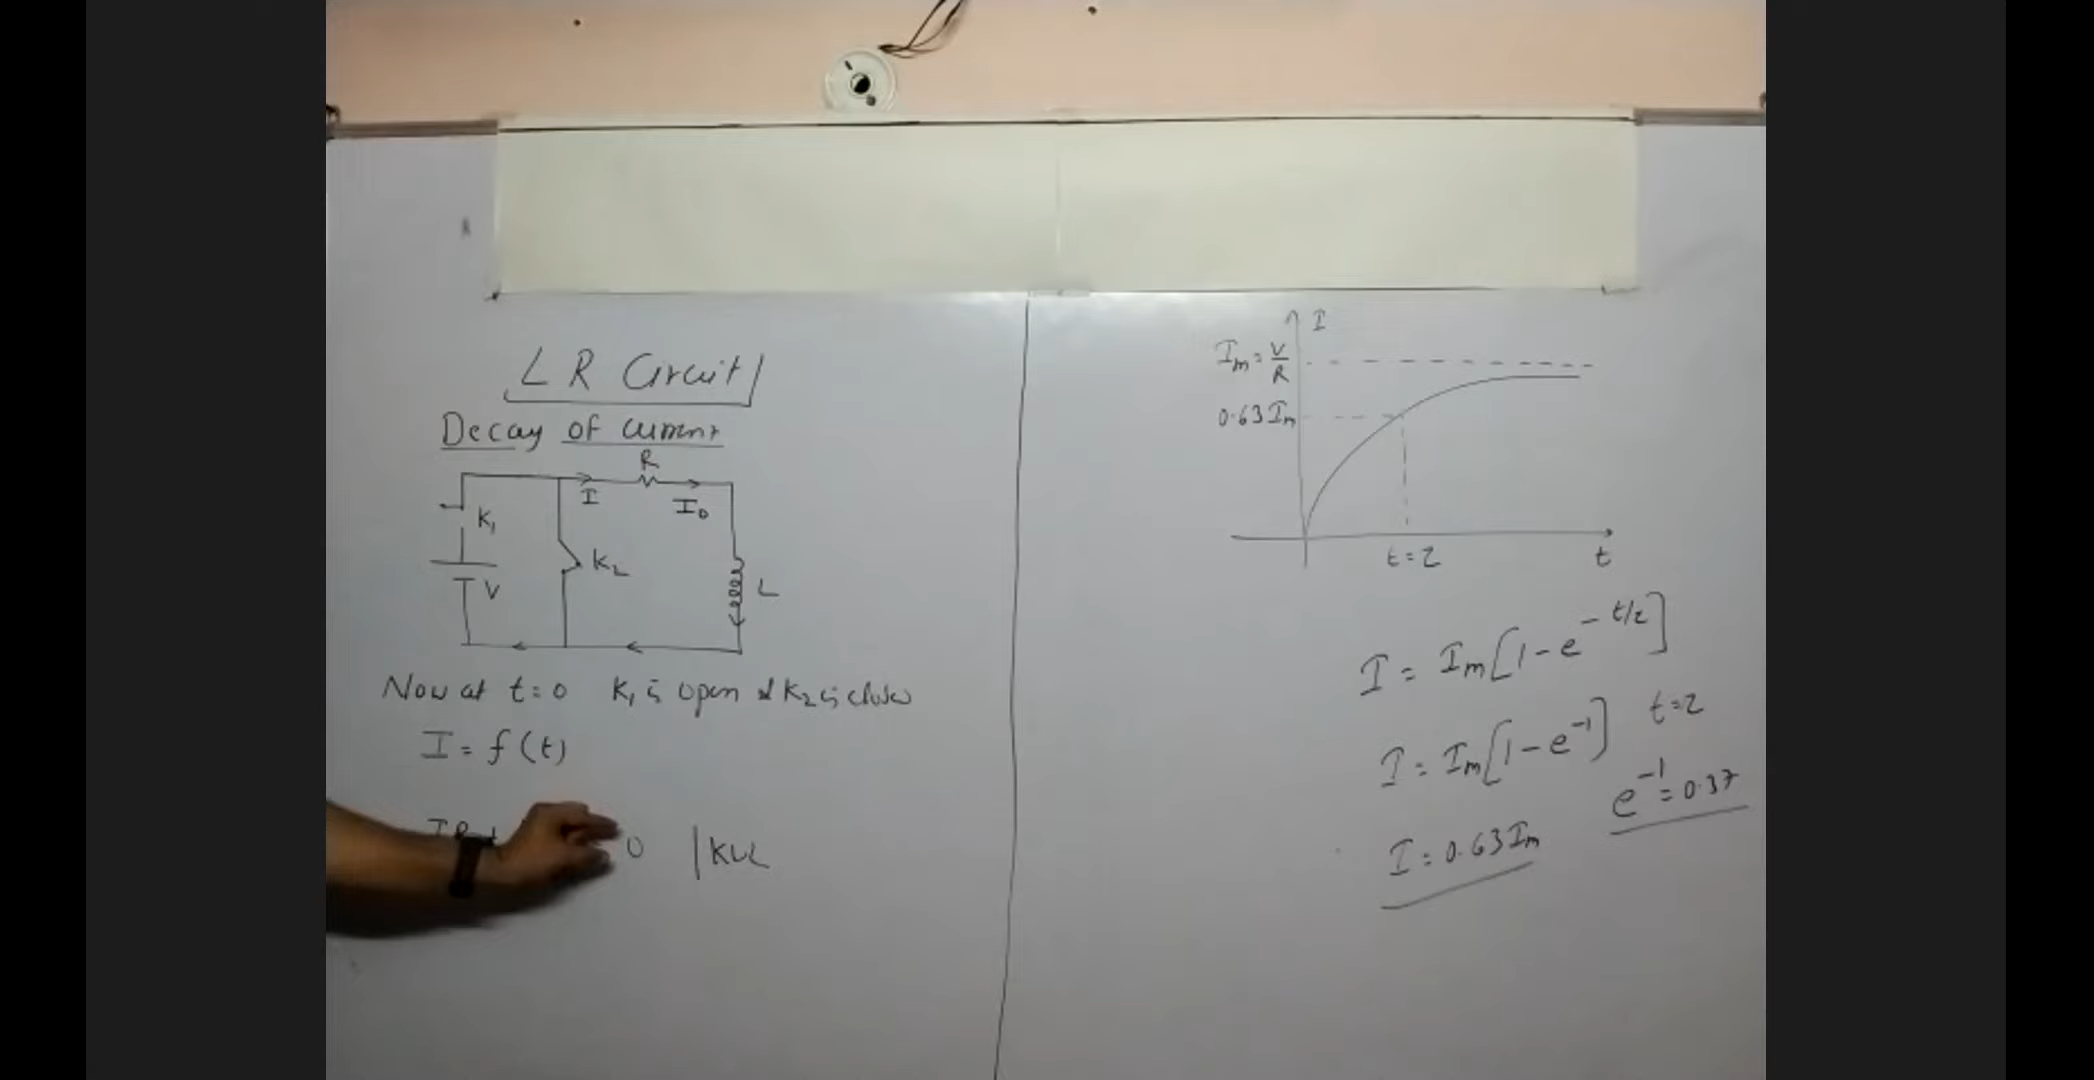 LR Circuit
Decay of current
R
I
I₀
K₁
K₂
V
L
Now at t=0 K₁ is open & K₂ is close
I = f(t)
0 | KVL
I
Iₘ = V/R
0.63Iₘ
t=τ
t
I = Iₘ[1-e^{-t/τ}]
I = Iₘ[1-e⁻¹] t=τ
e⁻¹=0.37
I = 0.63Iₘ